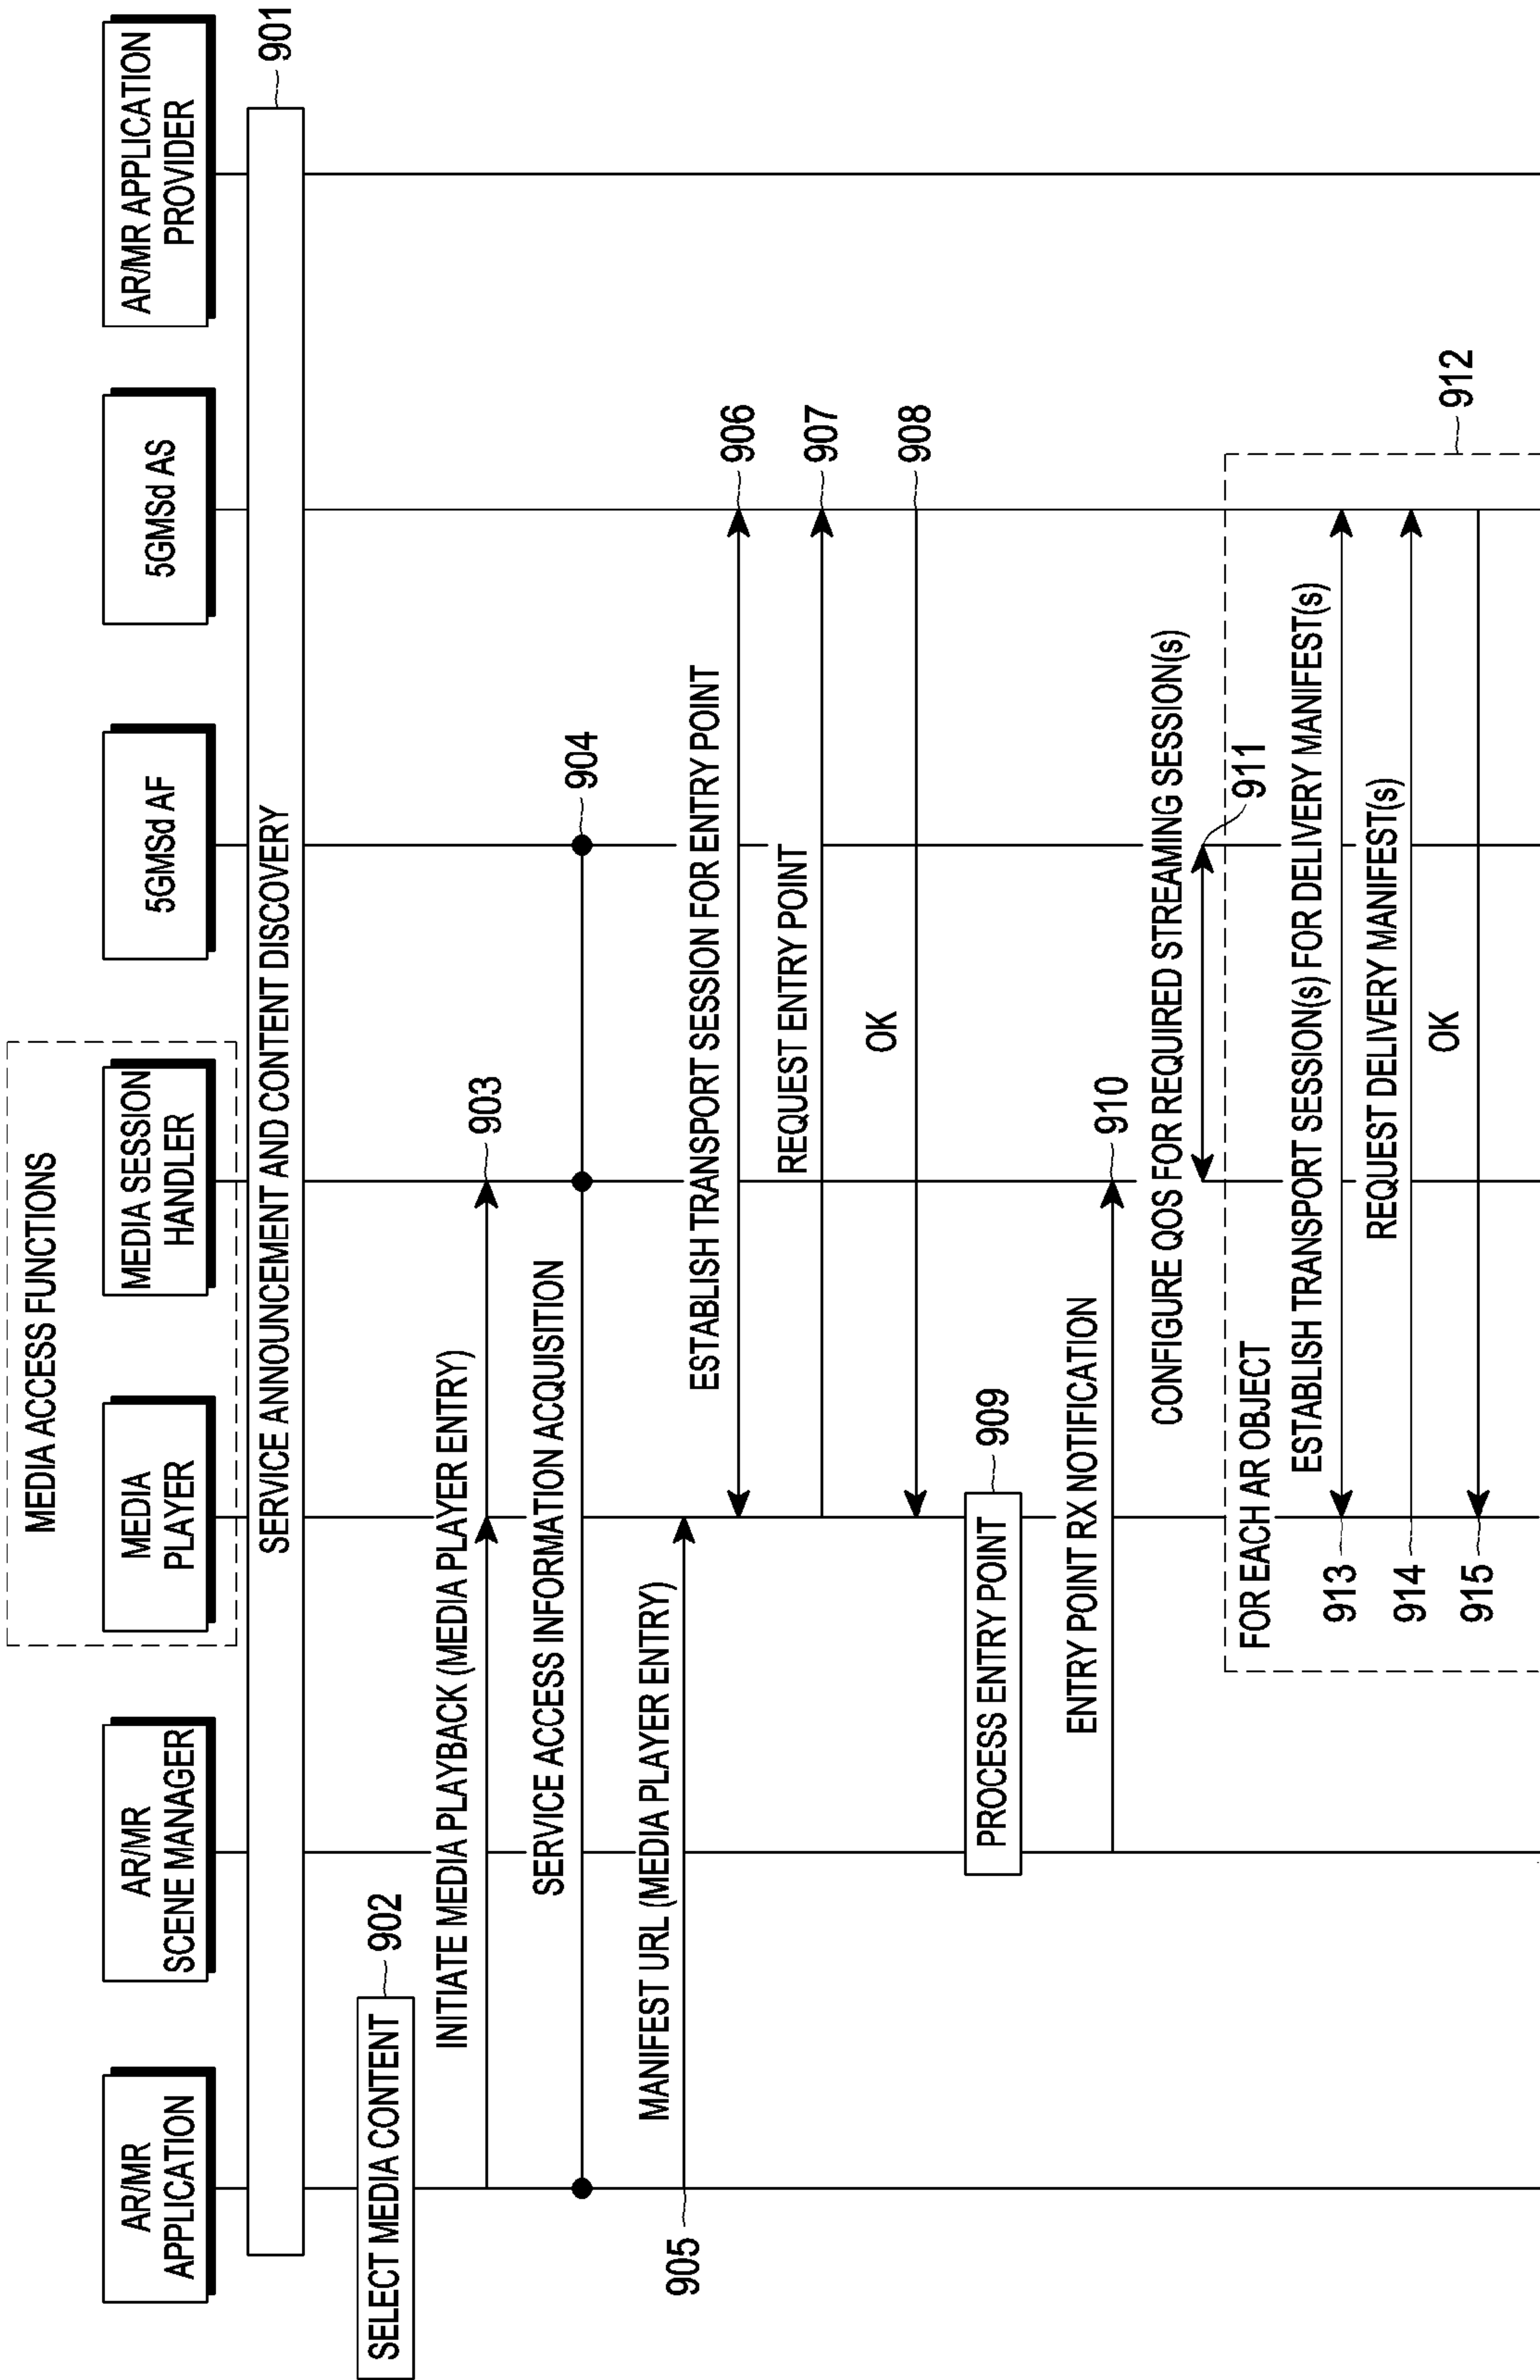 MEDIA ACCESS FUNCTIONS
AR/MR
APPLICATION
AR/MR
SCENE MANAGER
MEDIA
PLAYER
MEDIA SESSION
HANDLER
5GMSd AF
5GMSd AS
AR/MR APPLICATION
PROVIDER
SERVICE ANNOUNCEMENT AND CONTENT DISCOVERY
901
SELECT MEDIA CONTENT
902
INITIATE MEDIA PLAYBACK (MEDIA PLAYER ENTRY)
903
SERVICE ACCESS INFORMATION ACQUISITION
904
MANIFEST URL (MEDIA PLAYER ENTRY)
905
ESTABLISH TRANSPORT SESSION FOR ENTRY POINT
906
REQUEST ENTRY POINT
907
OK
908
PROCESS ENTRY POINT
909
ENTRY POINT RX NOTIFICATION
910
CONFIGURE QOS FOR REQUIRED STREAMING SESSION(s)
911
FOR EACH AR OBJECT
912
ESTABLISH TRANSPORT SESSION(s) FOR DELIVERY MANIFEST(s)
913
REQUEST DELIVERY MANIFEST(s)
914
OK
915